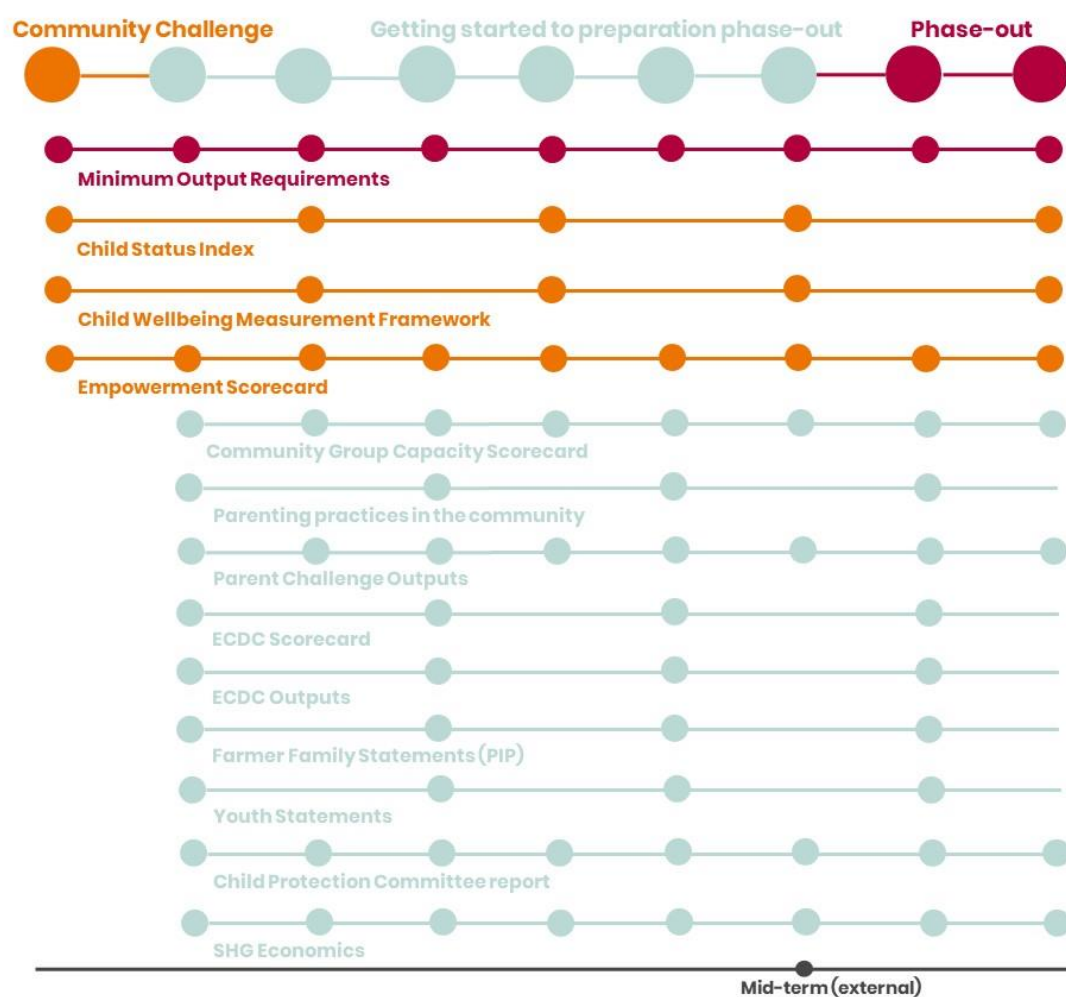 Community Challenge
Getting started to preparation phase-out
Phase-out
Minimum Output Requirements
Child Status Index
Child Wellbeing Measurement Framework
Empowerment Scorecard
Community Group Capacity Scorecard
Parenting practices in the community
Parent Challenge Outputs
ECDC Scorecard
ECDC Outputs
Farmer Family Statements (PIP)
Youth Statements
Child Protection Committee report
SHG Economics
Mid-term (external)